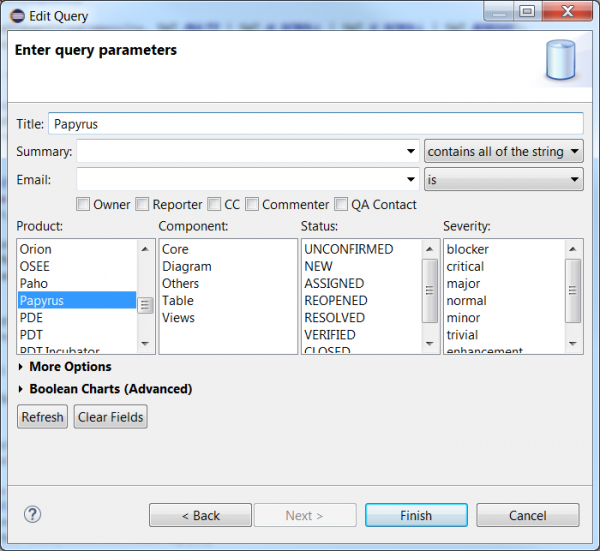 Edit Query
Enter query parameters
Title: Papyrus
Summary: contains all of the string
Email: is
Owner Reporter CC Commenter QA Contact
Product: Component: Status: Severity:
Orion Core UNCONFIRMED blocker
OSEE Diagram NEW critical
Paho Others ASSIGNED major
Papyrus Table REOPENED normal
PDE Views RESOLVED minor
PDT VERIFIED trivial
PDT Incubator CLOSED enhancement
More Options
Boolean Charts (Advanced)
Refresh Clear Fields
? < Back Next > Finish Cancel